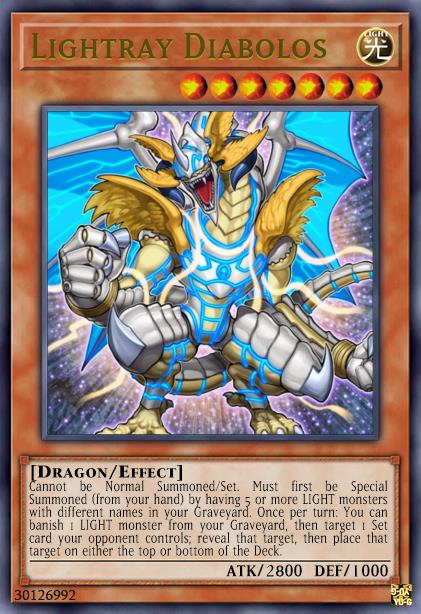 Lightray Diabolos
LIGHT
光
[Dragon/Effect]
Cannot be Normal Summoned/Set. Must first be Special
Summoned (from your hand) by having 5 or more LIGHT monsters
with different names in your Graveyard. Once per turn: You can
banish 1 LIGHT monster from your Graveyard, then target 1 Set
card your opponent controls; reveal that target, then place that
target on either the top or bottom of the Deck.
ATK/2800 DEF/1000
30126992